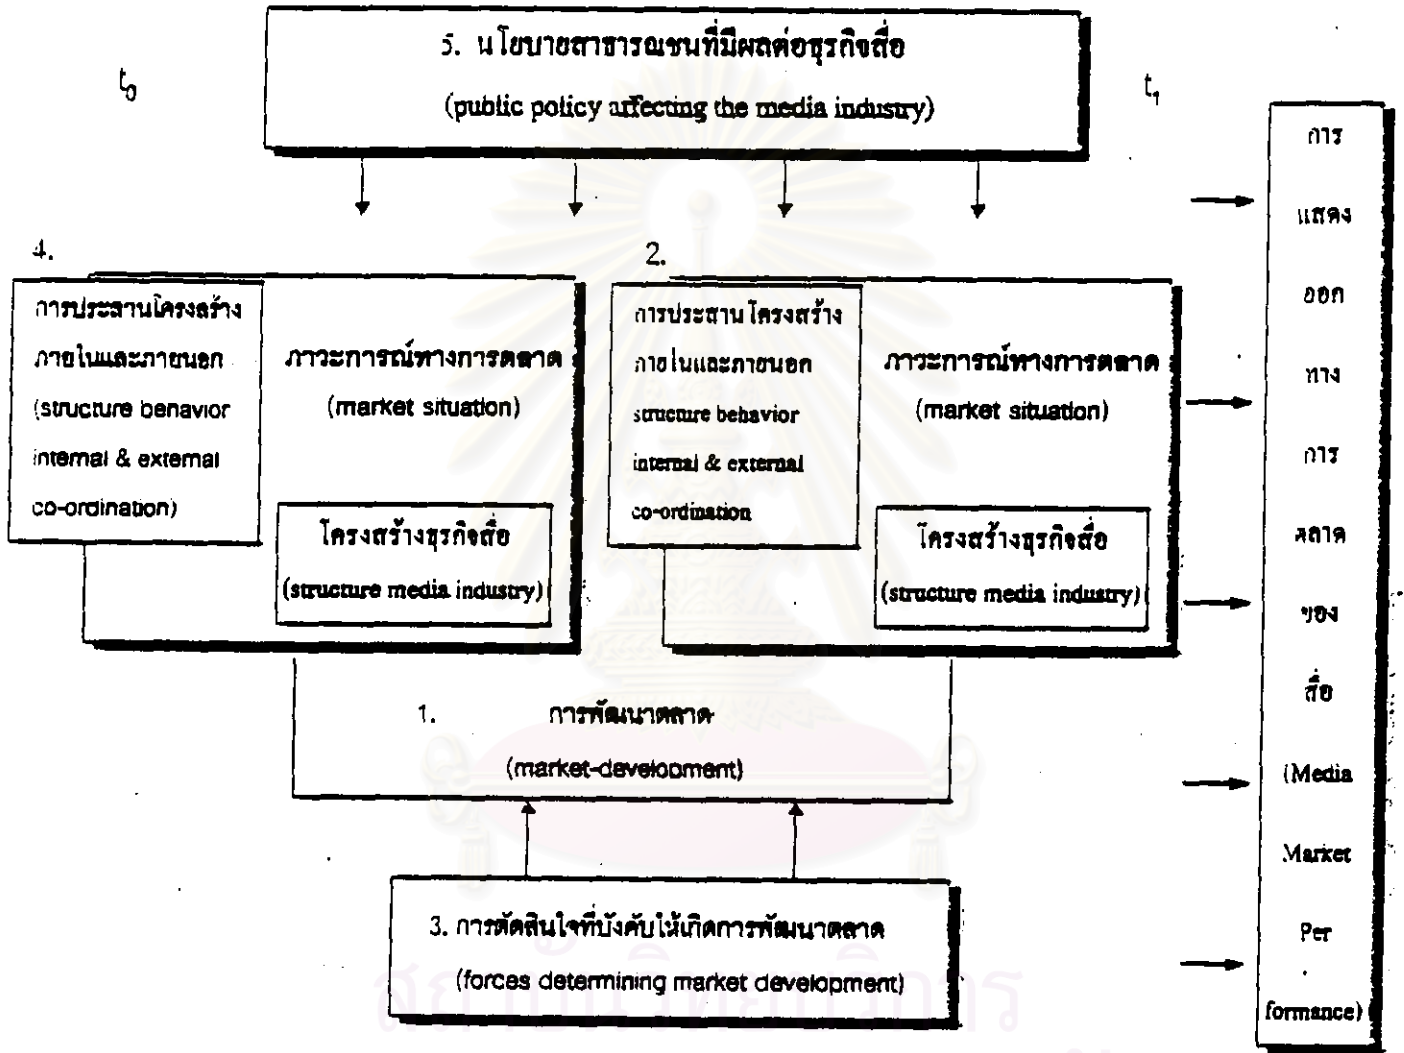 5. นโยบายสาธารณชนที่มีผลต่อธุรกิจสื่อ
(public policy affecting the media industry)
t₀
t₁
4.
การประสานโครงสร้าง
ภายในและภายนอก
(structure benavior
internal & external
co-ordination)
ภาวะการณ์ทางการตลาด
(market situation)
โครงสร้างธุรกิจสื่อ
(structure media industry)
2.
การประสานโครงสร้าง
ภายในและภายนอก
structure behavior
internal & external
co-ordination
ภาวะการณ์ทางการตลาด
(market situation)
โครงสร้างธุรกิจสื่อ
(structure media industry)
1. การพัฒนาตลาด
(market-development)
3. การตัดสินใจที่บังคับให้เกิดการพัฒนาตลาด
(forces determining market development)
การ
แสดง
ออก
ทาง
การ
ตลาด
ของ
สื่อ
(Media
Market
Per
formance)
สถาบันวิทยบริการ